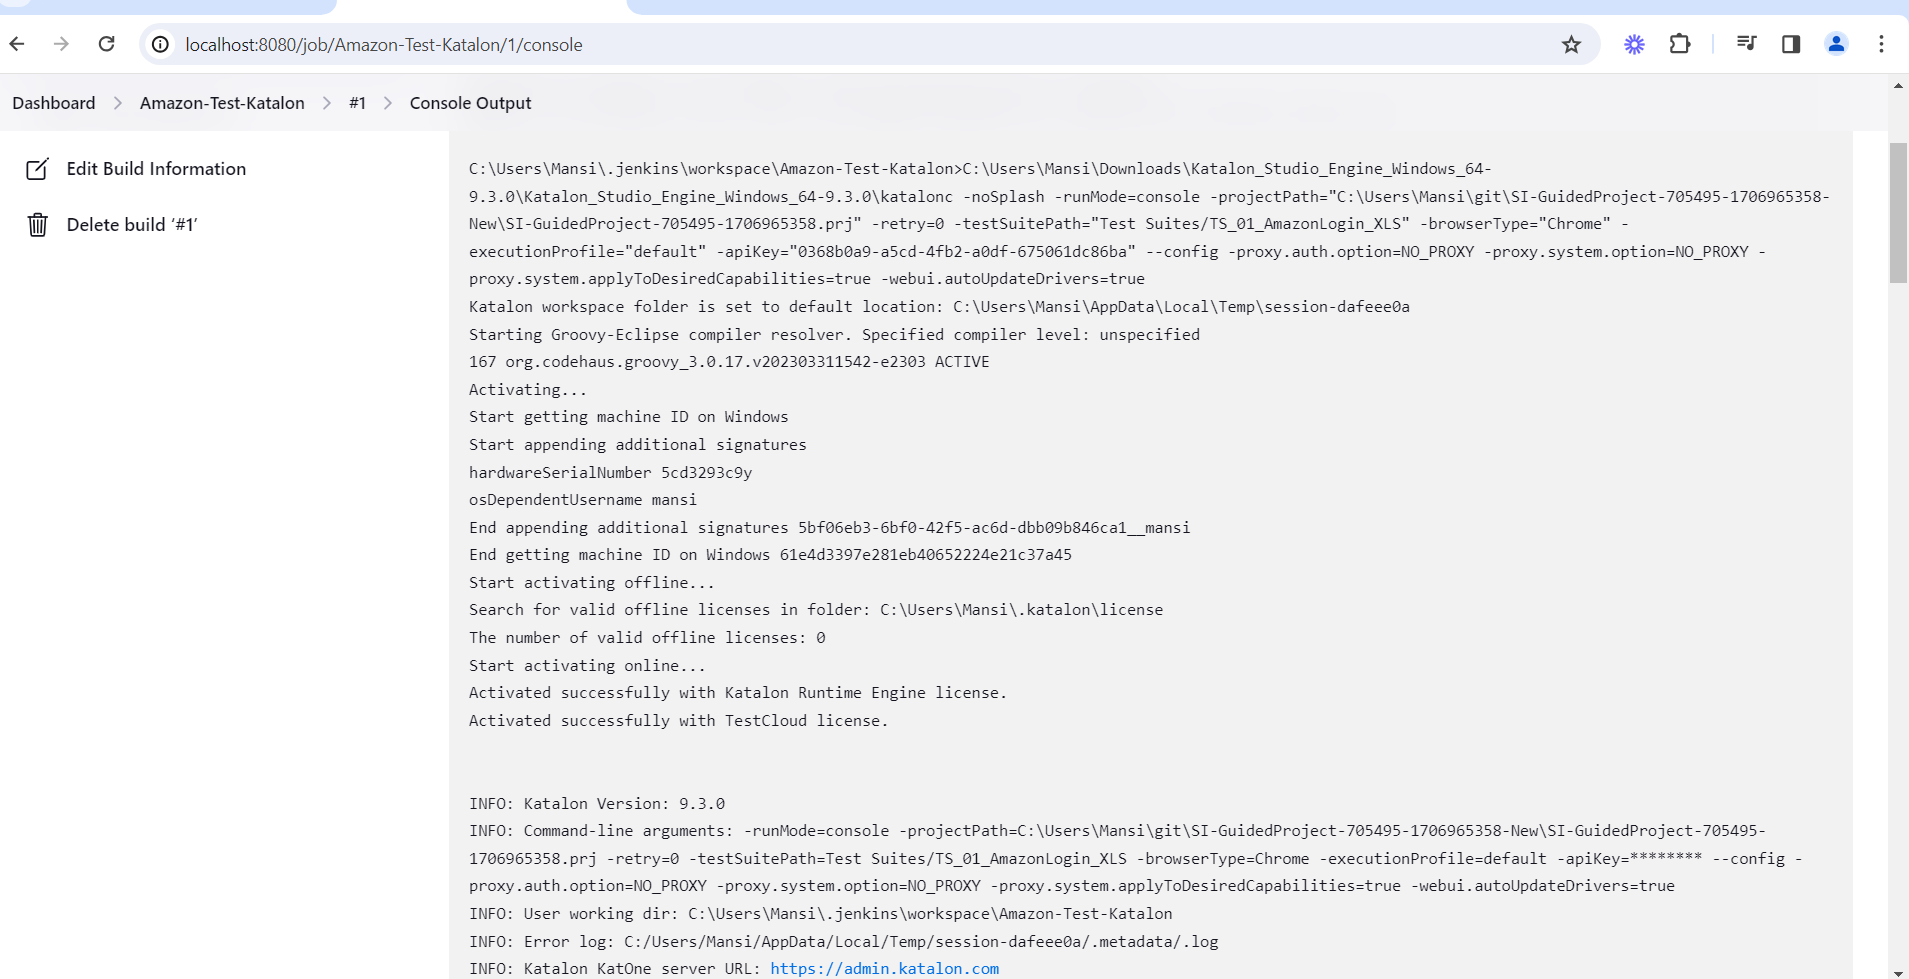 localhost:8080/job/Amazon-Test-Katalon/1/console
Dashboard > Amazon-Test-Katalon > #1 > Console Output
Edit Build Information
Delete build ‘#1’
C:\Users\Mansi\.jenkins\workspace\Amazon-Test-Katalon>C:\Users\Mansi\Downloads\Katalon_Studio_Engine_Windows_64-
9.3.0\Katalon_Studio_Engine_Windows_64-9.3.0\katalonc -noSplash -runMode=console -projectPath="C:\Users\Mansi\git\SI-GuidedProject-705495-1706965358-
New\SI-GuidedProject-705495-1706965358.prj" -retry=0 -testSuitePath="Test Suites/TS_01_AmazonLogin_XLS" -browserType="Chrome" -
executionProfile="default" -apiKey="0368b0a9-a5cd-4fb2-a0df-675061dc86ba" --config -proxy.auth.option=NO_PROXY -proxy.system.option=NO_PROXY -
proxy.system.applyToDesiredCapabilities=true -webui.autoUpdateDrivers=true
Katalon workspace folder is set to default location: C:\Users\Mansi\AppData\Local\Temp\session-dafeee0a
Starting Groovy-Eclipse compiler resolver. Specified compiler level: unspecified
167 org.codehaus.groovy_3.0.17.v202303311542-e2303 ACTIVE
Activating...
Start getting machine ID on Windows
Start appending additional signatures
hardwareSerialNumber 5cd3293c9y
osDependentUsername mansi
End appending additional signatures 5bf06eb3-6bf0-42f5-ac6d-dbb09b846ca1__mansi
End getting machine ID on Windows 61e4d3397e281eb40652224e21c37a45
Start activating offline...
Search for valid offline licenses in folder: C:\Users\Mansi\.katalon\license
The number of valid offline licenses: 0
Start activating online...
Activated successfully with Katalon Runtime Engine license.
Activated successfully with TestCloud license.
INFO: Katalon Version: 9.3.0
INFO: Command-line arguments: -runMode=console -projectPath=C:\Users\Mansi\git\SI-GuidedProject-705495-1706965358-New\SI-GuidedProject-705495-
1706965358.prj -retry=0 -testSuitePath=Test Suites/TS_01_AmazonLogin_XLS -browserType=Chrome -executionProfile=default -apiKey=******** --config -
proxy.auth.option=NO_PROXY -proxy.system.option=NO_PROXY -proxy.system.applyToDesiredCapabilities=true -webui.autoUpdateDrivers=true
INFO: User working dir: C:\Users\Mansi\.jenkins\workspace\Amazon-Test-Katalon
INFO: Error log: C:/Users/Mansi/AppData/Local/Temp/session-dafeee0a/.metadata/.log
INFO: Katalon KatOne server URL: https://admin.katalon.com